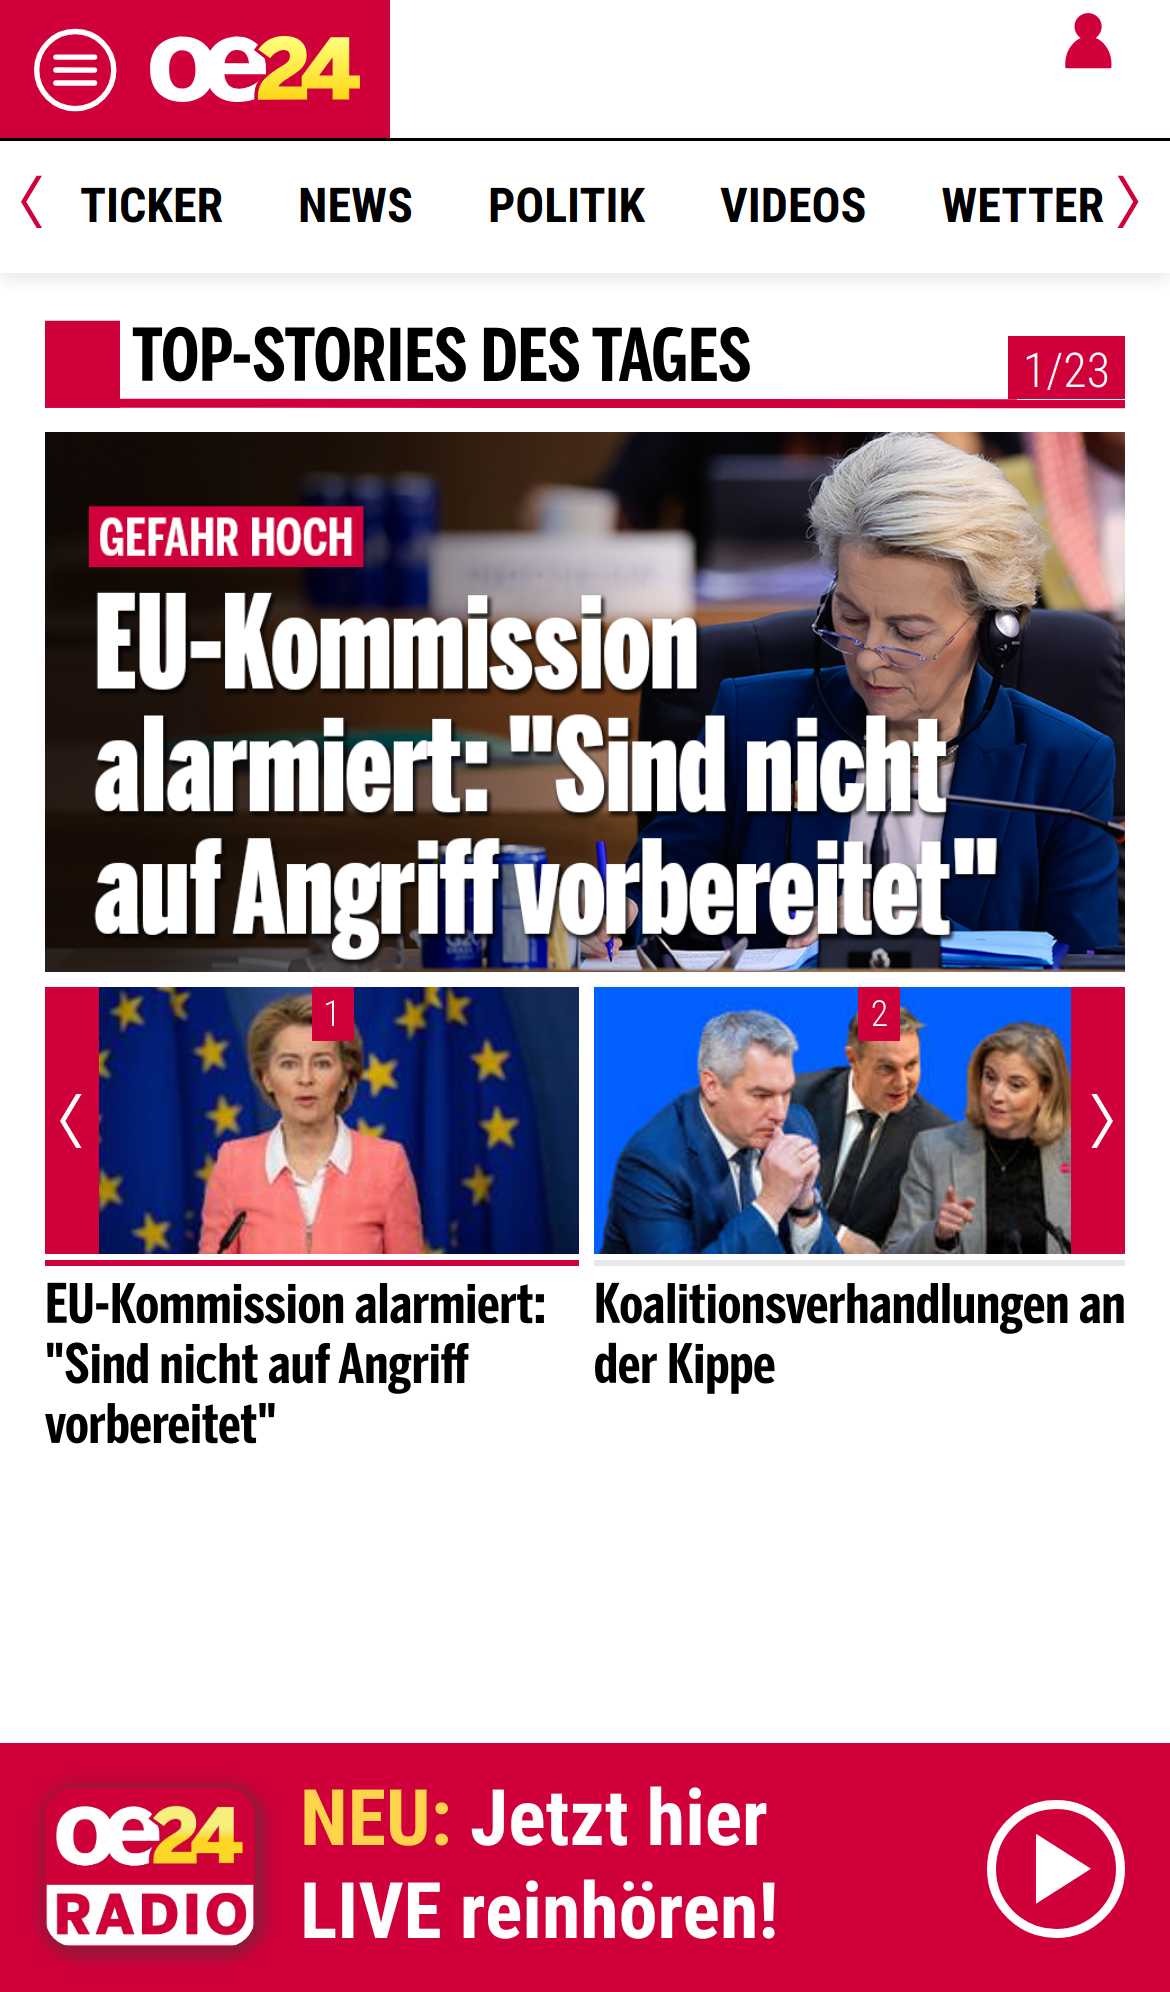 oe24
TICKER NEWS POLITIK VIDEOS WETTER
TOP-STORIES DES TAGES
1/23
GEFAHR HOCH
EU-Kommission
alarmiert: "Sind nicht
auf Angriff vorbereitet"
1
2
EU-Kommission alarmiert:
"Sind nicht auf Angriff
vorbereitet"
Koalitionsverhandlungen an
der Kippe
oe24
RADIO
NEU: Jetzt hier
LIVE reinhören!